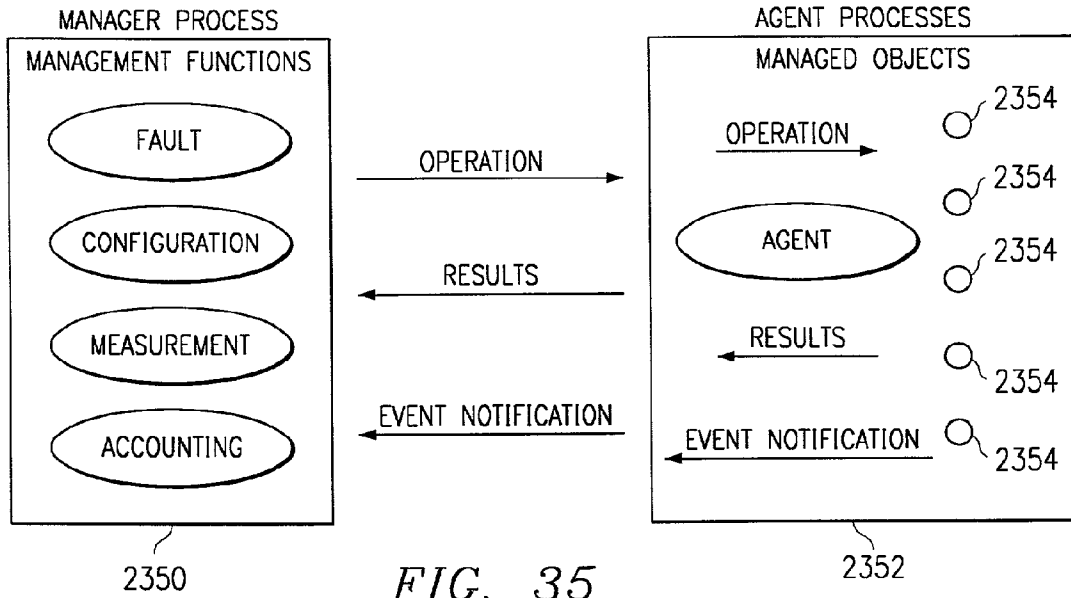 MANAGER PROCESS
MANAGEMENT FUNCTIONS
FAULT
CONFIGURATION
MEASUREMENT
ACCOUNTING
2350
OPERATION
RESULTS
EVENT NOTIFICATION
AGENT PROCESSES
MANAGED OBJECTS
OPERATION
AGENT
RESULTS
EVENT NOTIFICATION
2354
2354
2354
2354
2354
2352
FIG. 35